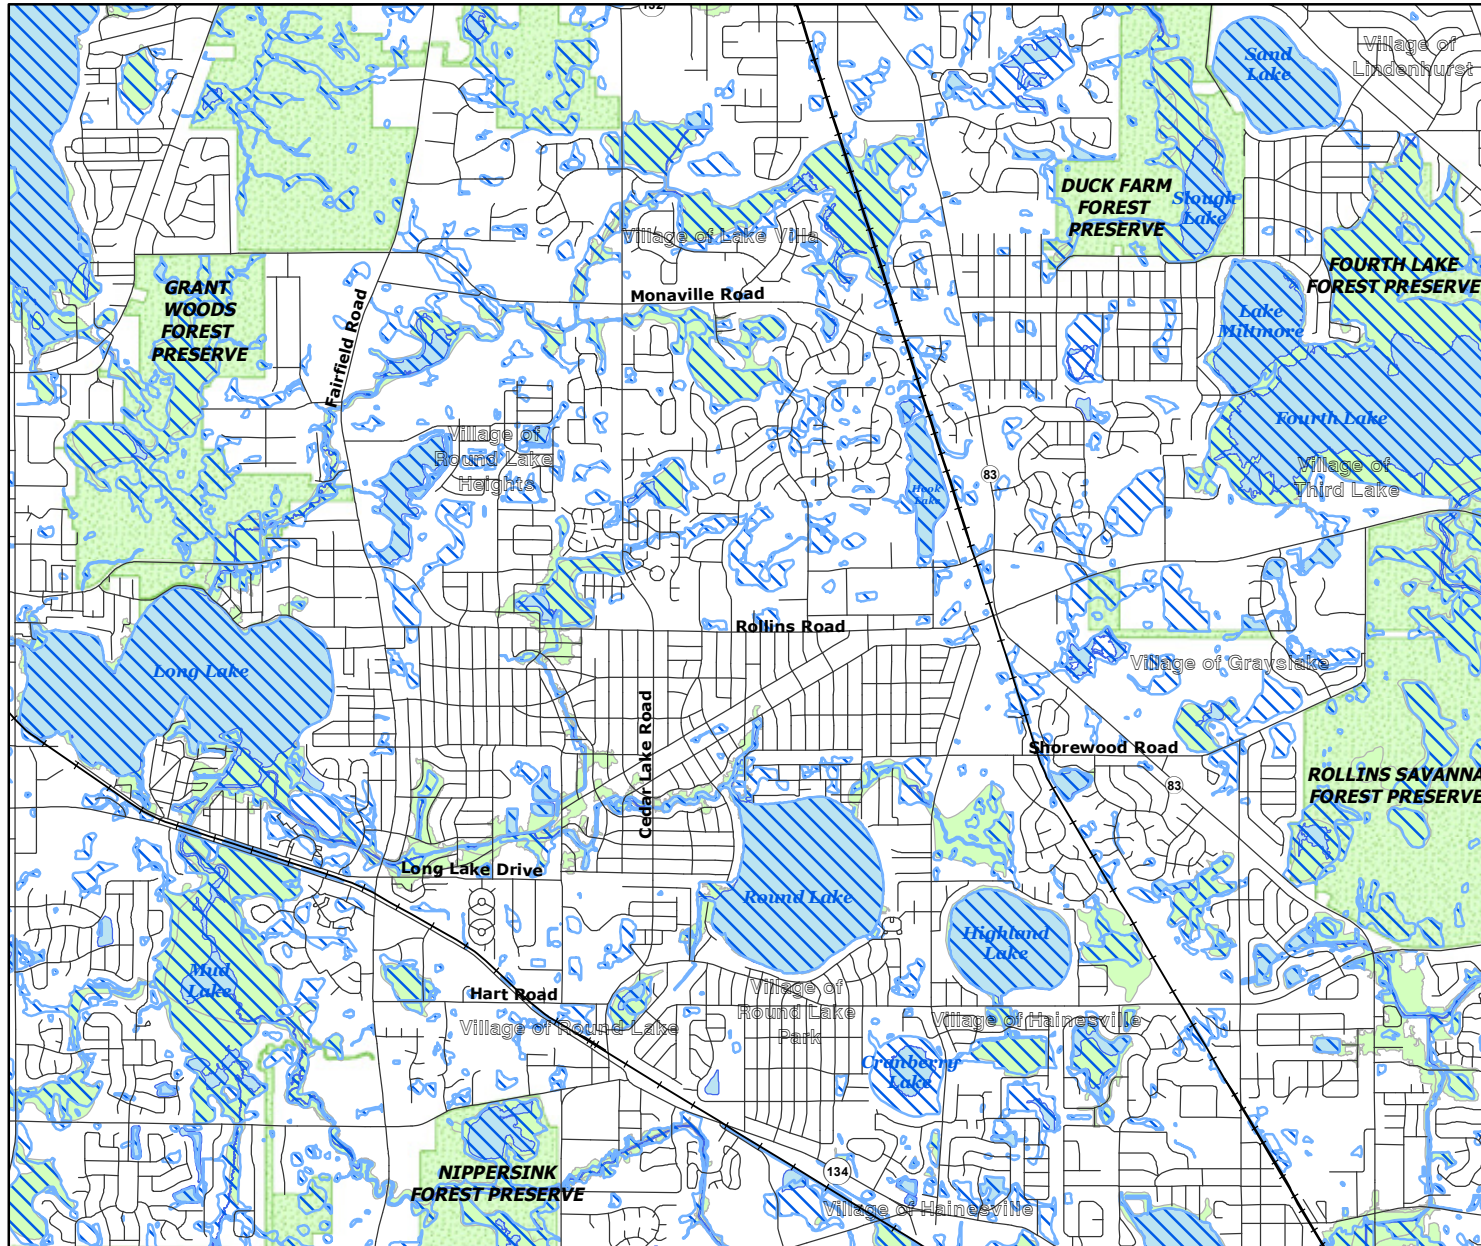 132
Sand
Lake
Village of
Lindenhurst
DUCK FARM
FOREST
PRESERVE
Slough
Lake
Village of Lake Villa
FOURTH LAKE
FOREST PRESERVE
GRANT
WOODS
FOREST
PRESERVE
Monaville Road
Lake
Miltmore
Fairfield Road
Fourth Lake
Village of
Round Lake
Heights
Village of
Third Lake
83
Hook
Lake
Rollins Road
Village of Grayslake
Long Lake
Cedar Lake Road
Shorewood Road
83
ROLLINS SAVANNA
FOREST PRESERVE
Long Lake Drive
Round Lake
Highland
Lake
Mud
Lake
Hart Road
Village of
Round Lake
Park
Village of Round Lake
Village of Hainesville
Cranberry
Lake
NIPPERSINK
FOREST PRESERVE
134
Village of Hainesville